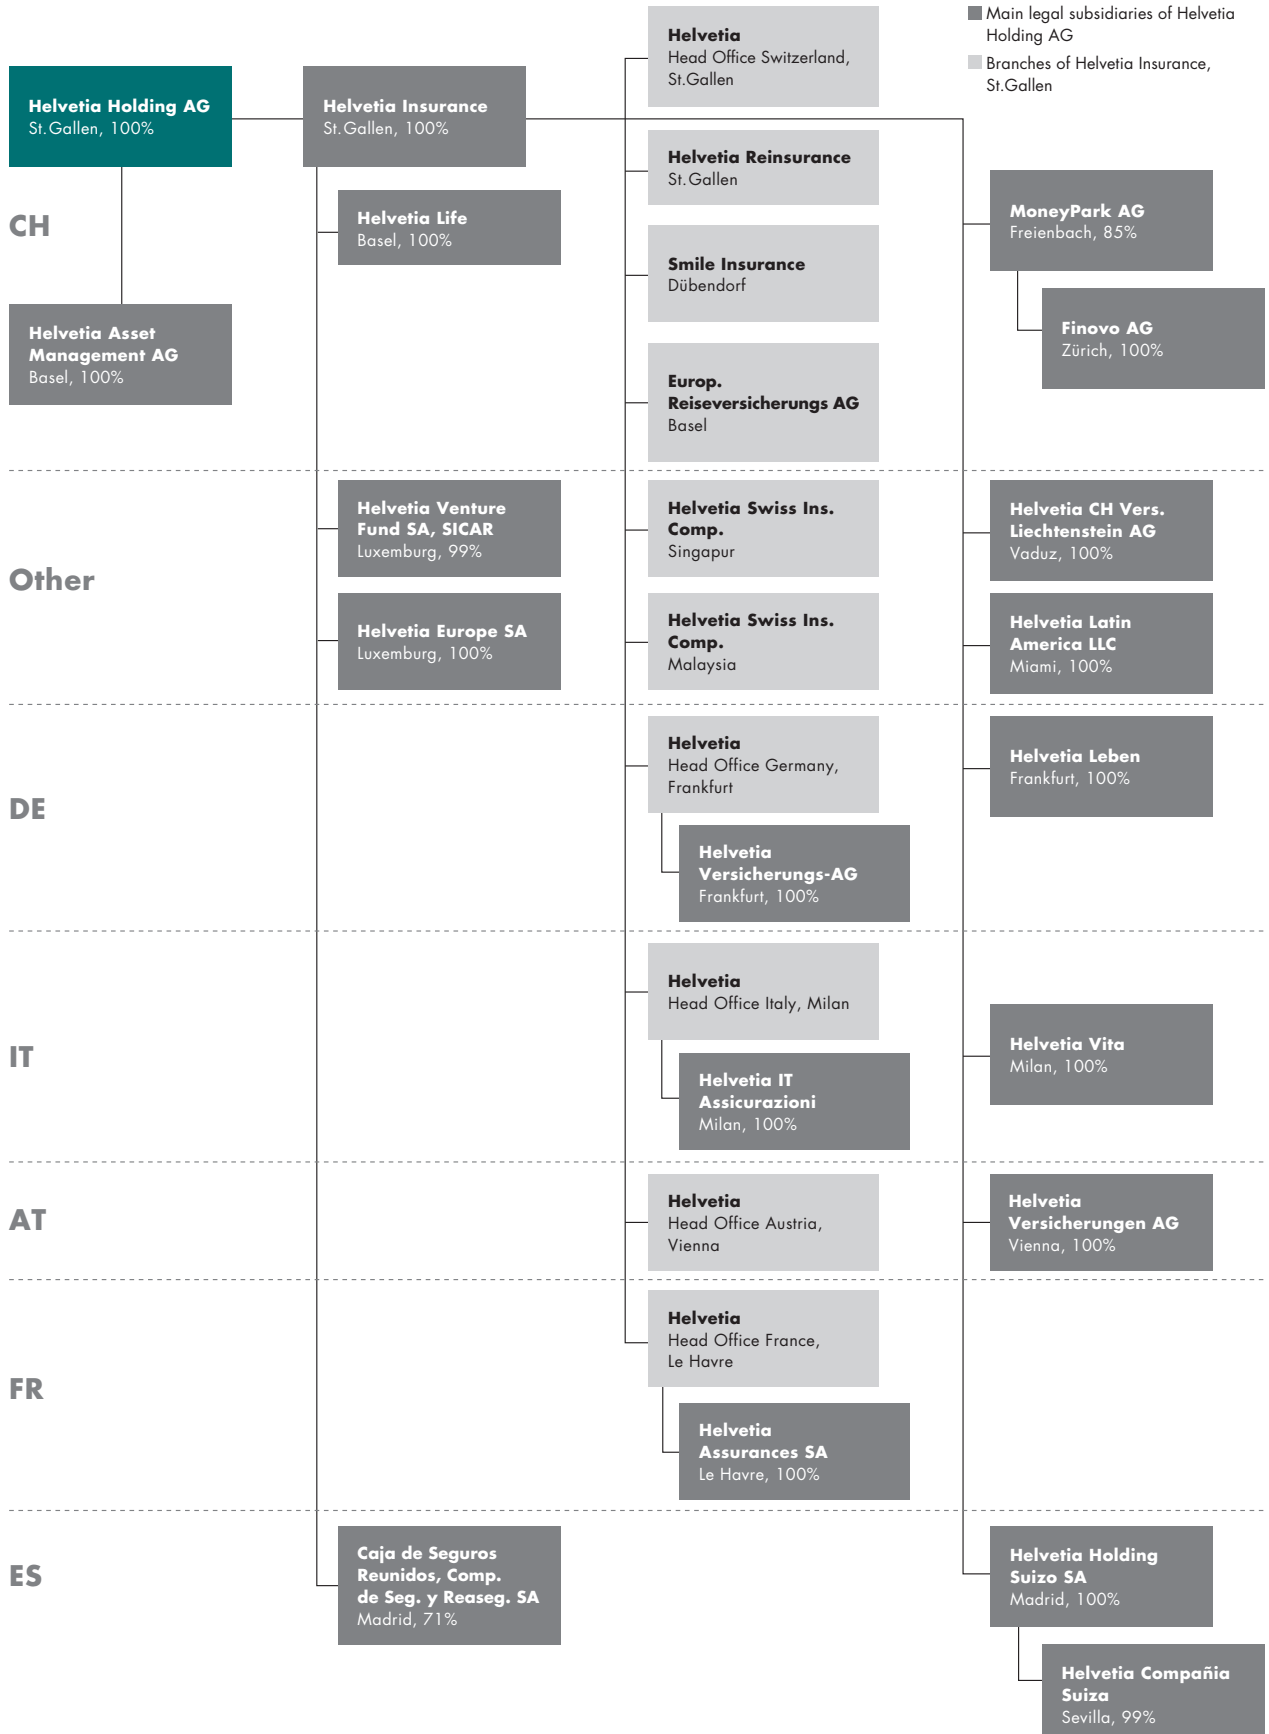 Main legal subsidiaries of Helvetia
Holding AG
Branches of Helvetia Insurance,
St.Gallen
Helvetia Holding AG
St.Gallen, 100%
Helvetia Insurance
St.Gallen, 100%
Helvetia
Head Office Switzerland,
St.Gallen
CH
Helvetia Asset
Management AG
Basel, 100%
Helvetia Life
Basel, 100%
Helvetia Reinsurance
St.Gallen
Smile Insurance
Dübendorf
Europ.
Reiseversicherungs AG
Basel
MoneyPark AG
Freienbach, 85%
Finovo AG
Zürich, 100%
Other
Helvetia Venture
Fund SA, SICAR
Luxemburg, 99%
Helvetia Europe SA
Luxemburg, 100%
Helvetia Swiss Ins.
Comp.
Singapur
Helvetia Swiss Ins.
Comp.
Malaysia
Helvetia CH Vers.
Liechtenstein AG
Vaduz, 100%
Helvetia Latin
America LLC
Miami, 100%
DE
Helvetia
Head Office Germany,
Frankfurt
Helvetia
Versicherungs-AG
Frankfurt, 100%
Helvetia Leben
Frankfurt, 100%
IT
Helvetia
Head Office Italy, Milan
Helvetia IT
Assicurazioni
Milan, 100%
Helvetia Vita
Milan, 100%
AT
Helvetia
Head Office Austria,
Vienna
Helvetia
Versicherungen AG
Vienna, 100%
FR
Helvetia
Head Office France,
Le Havre
Helvetia
Assurances SA
Le Havre, 100%
ES
Caja de Seguros
Reunidos, Comp.
de Seg. y Reaseg. SA
Madrid, 71%
Helvetia Holding
Suizo SA
Madrid, 100%
Helvetia Compañia
Suiza
Sevilla, 99%